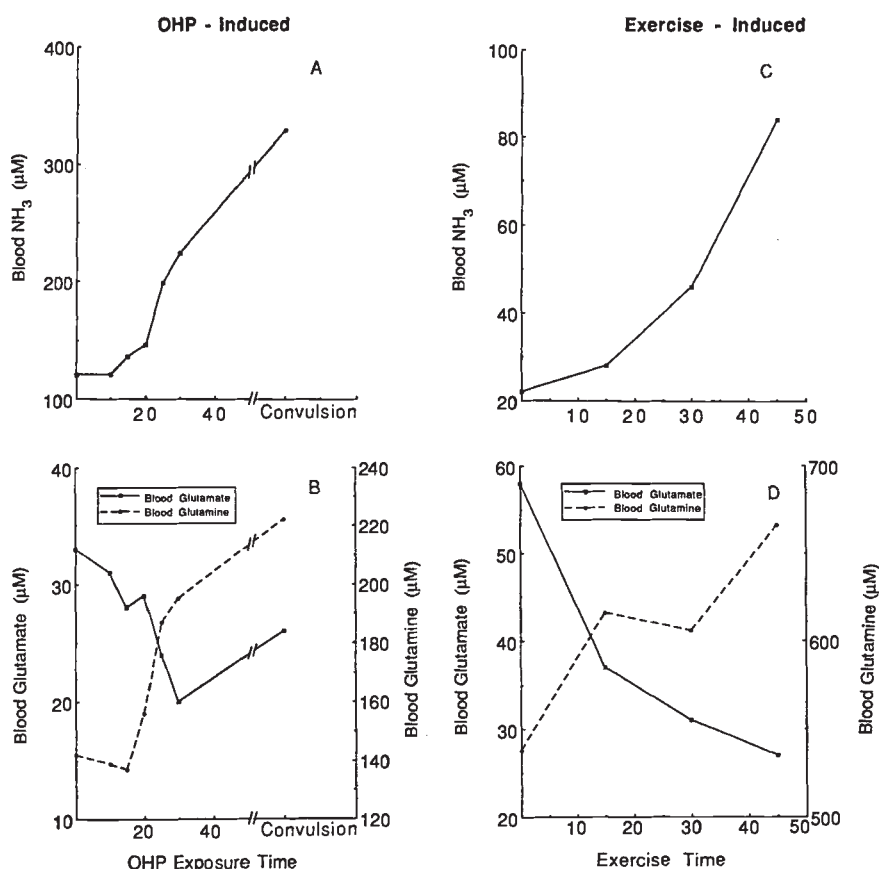 OHP - Induced
A
400
300
200
100
Blood NH3 (µM)
20
40
Convulsion
Exercise - Induced
C
100
80
60
40
20
Blood NH3 (µM)
10
20
30
40
50
B
Blood Glutamate
Blood Glutamine
40
30
20
10
Blood Glutamate (µM)
240
220
200
180
160
140
120
Blood Glutamine (µM)
20
40
Convulsion
OHP Exposure Time
D
Blood Glutamate
Blood Glutamine
60
50
40
30
20
Blood Glutamate (µM)
700
600
500
Blood Glutamine (µM)
10
20
30
40
50
Exercise Time